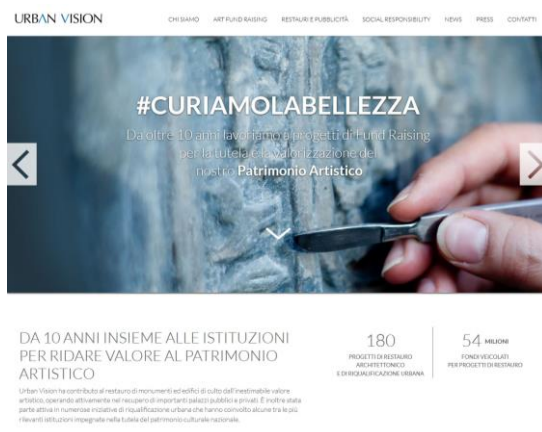 URBAN VISION
CHI SIAMO ART FUND RAISING RESTAURI E PUBBLICITÀ SOCIAL RESPONSIBILITY NEWS PRESS CONTATTI
#CURIAMOLABELLEZZA
Da oltre 10 anni lavoriamo a progetti di Fund Raising
per la tutela e la valorizzazione del
nostro Patrimonio Artistico
DA 10 ANNI INSIEME ALLE ISTITUZIONI
PER RIDARE VALORE AL PATRIMONIO
ARTISTICO
Urban Vision ha contribuito al restauro di monumenti ed edifici di culto dall'inestimabile valore
artistico, operando attivamente nel recupero di importanti palazzi pubblici e privati. È inoltre stata
parte attiva in numerose iniziative di riqualificazione urbana che hanno coinvolto alcune tra le più
rilevanti istituzioni impegnate nella tutela del patrimonio culturale nazionale.
180
PROGETTI DI RESTAURO
ARCHITETTONICO
E DI RIQUALIFICAZIONE URBANA
54 MILIONI
FONDI VEICOLATI
PER PROGETTI DI RESTAURO